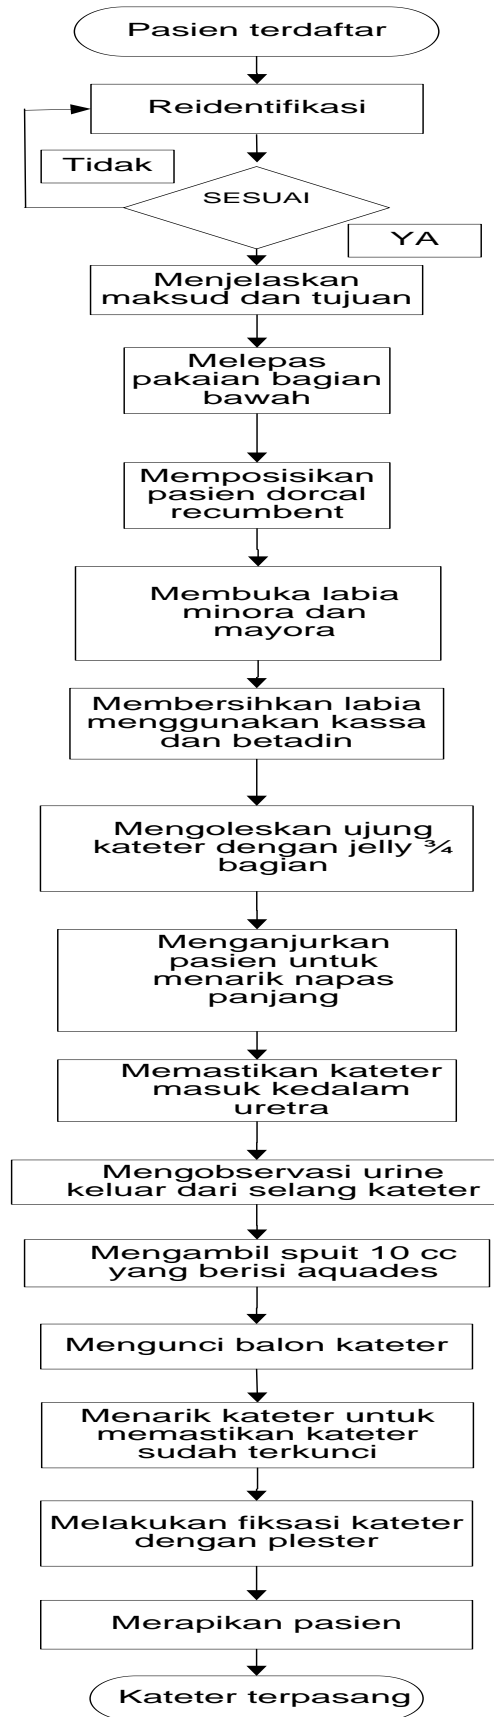 Pasien terdaftar
Reidentifikasi
Tidak
SESUAI
YA
Menjelaskan
maksud dan tujuan
Melepas
pakaian bagian
bawah
Memposisikan
pasien dorcal
recumbent
Membuka labia
minora dan
mayora
Membersihkan labia
menggunakan kassa
dan betadin
Mengoleskan ujung
kateter dengan jelly ¾
bagian
Menganjurkan
pasien untuk
menarik napas
panjang
Memastikan kateter
masuk kedalam
uretra
Mengobservasi urine
keluar dari selang kateter
Mengambil spuit 10 cc
yang berisi aquades
Mengunci balon kateter
Menarik kateter untuk
memastikan kateter
sudah terkunci
Melakukan fiksasi kateter
dengan plester
Merapikan pasien
Kateter terpasang